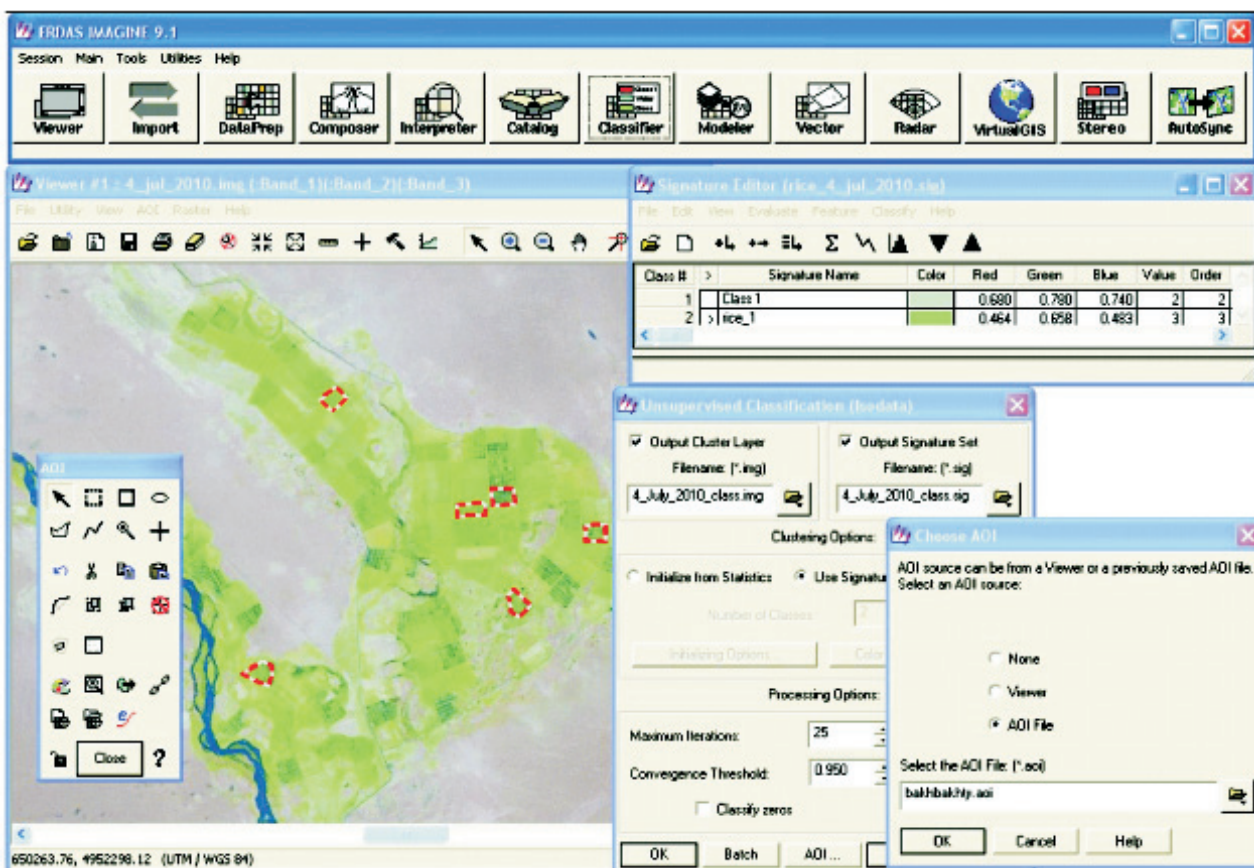 ERDAS IMAGINE 9.1
Session Main Tools Utilities Help
Viewer Import DataPrep Composer Interpreter Catalog Classifier Modeler Vector Radar VirtualGIS Stereo AutoSync
Viewer #1 : 4_jul_2010.img (:Band_1)(:Band_2)(:Band_3)
File Utility View AOI Raster Help
Signature Editor (rice_4_jul_2010.sig)
File Edit View Evaluate Feature Classify Help
Class # > Signature Name Color Red Green Blue Value Order
1 Class 1 0.680 0.780 0.740 2 2
2 > rice_1 0.464 0.658 0.483 3 3
AOI
Close ?
650263.76, 4952298.12 (UTM / WGS 84)
Unsupervised Classification (Isodata)
Output Cluster Layer
Filename: (*.img)
4_July_2010_class.img
Output Signature Set
Filename: (*.sig)
4_July_2010_class.sig
Clustering Options:
Initialize from Statistics Use Signatur
Number of Classes: 2
Initializing Options... Color
Processing Options:
Maximum Iterations: 25
Convergence Threshold: 0.950
Classify zeros
OK Batch AOI ...
Choose AOI
AOI source can be from a Viewer or a previously saved AOI file.
Select an AOI source:
None
Viewer
AOI File
Select the AOI File: (*.aoi)
bakhbakhty.aoi
OK Cancel Help